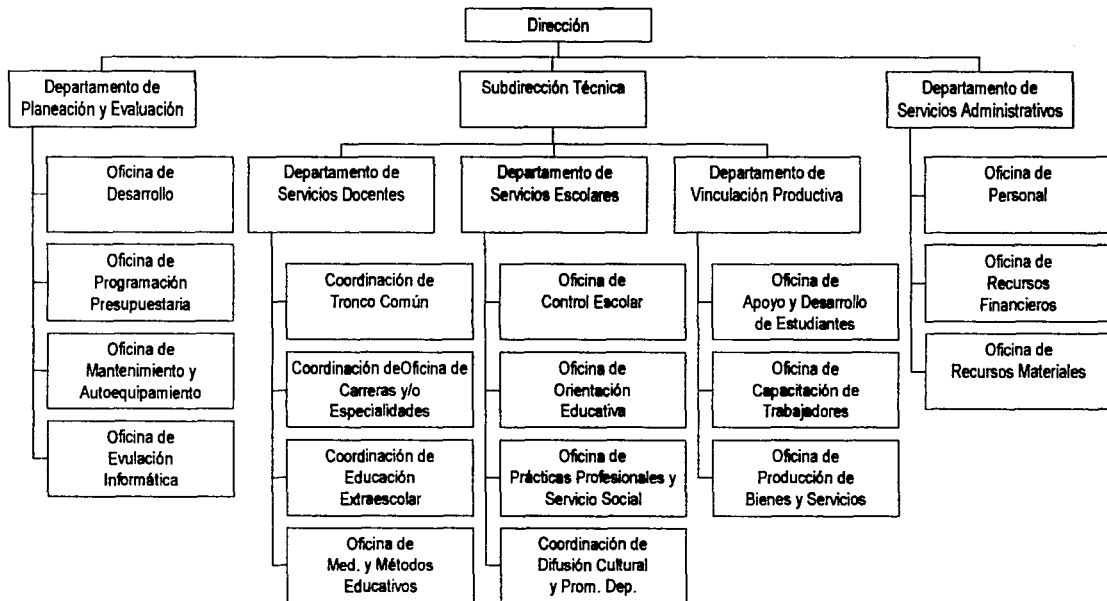 Dirección
Departamento de
Planeación y Evaluación
Subdirección Técnica
Departamento de
Servicios Administrativos
Oficina de
Desarrollo
Oficina de
Programación
Presupuestaria
Oficina de
Mantenimiento y
Autoequipamiento
Oficina de
Evulación
Informática
Departamento de
Servicios Docentes
Coordinación de
Tronco Común
Coordinación deOficina de
Carreras y/o
Especialidades
Coordinación de
Educación
Extraescolar
Oficina de
Med. y Métodos
Educativos
Departamento de
Servicios Escolares
Oficina de
Control Escolar
Oficina de
Orientación
Educativa
Oficina de
Prácticas Profesionales y
Servicio Social
Coordinación de
Difusión Cultural
y Prom. Dep.
Departamento de
Vinculación Productiva
Oficina de
Apoyo y Desarrollo
de Estudiantes
Oficina de
Capacitación de
Trabajadores
Oficina de
Producción de
Bienes y Servicios
Oficina de
Personal
Oficina de
Recursos
Financieros
Oficina de
Recursos Materiales